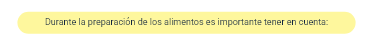 Durante la preparación de los alimentos es importante tener en cuenta: